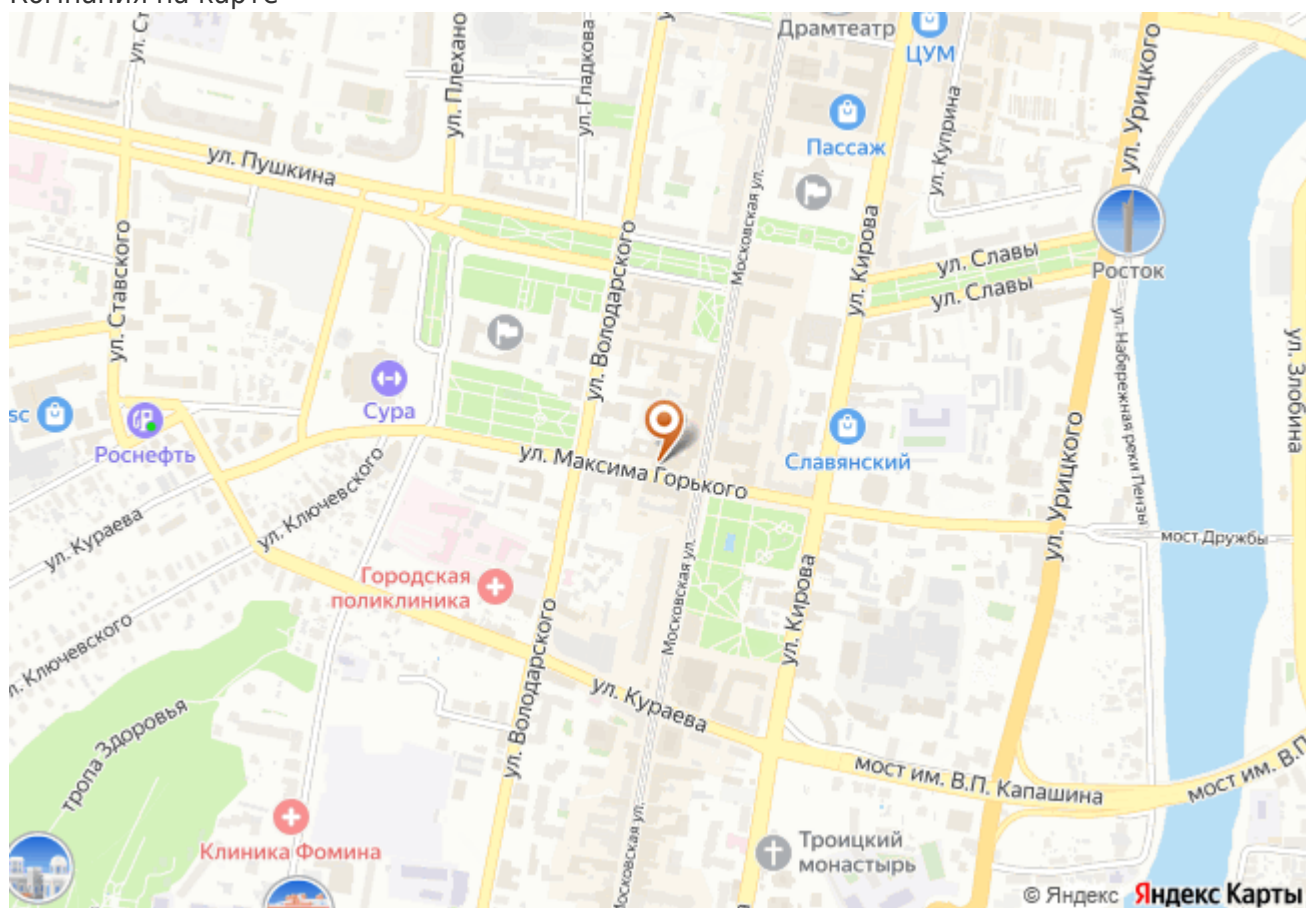 Компания на карте
ул. Ст
ул. Плехано
ул. Гладкова
Драмтеатр
ЦУМ
ул. Урицкого
Пассаж
ул. Куприна
ул. Пушкина
Московская ул.
ул. Володарского
ул. Кирова
ул. Славы
ул. Славы
Росток
ул. Ставского
ул. Набережная реки Пензы
ул. Злобина
sc
Роснефть
Сура
ул. Максима Горького
Славянский
ул. Урицкого
ул. Кураева
ул. Ключевского
мост Дружбы
Городская
поликлиника
Московская ул.
ул. Кирова
л. Ключевского
ул. Володарского
ул. Кураева
тропа Здоровья
мост им. В.П. Капашина
мост им. В.П
Клиника Фомина
Московская ул.
Троицкий
монастырь
© Яндекс Яндекс Карты